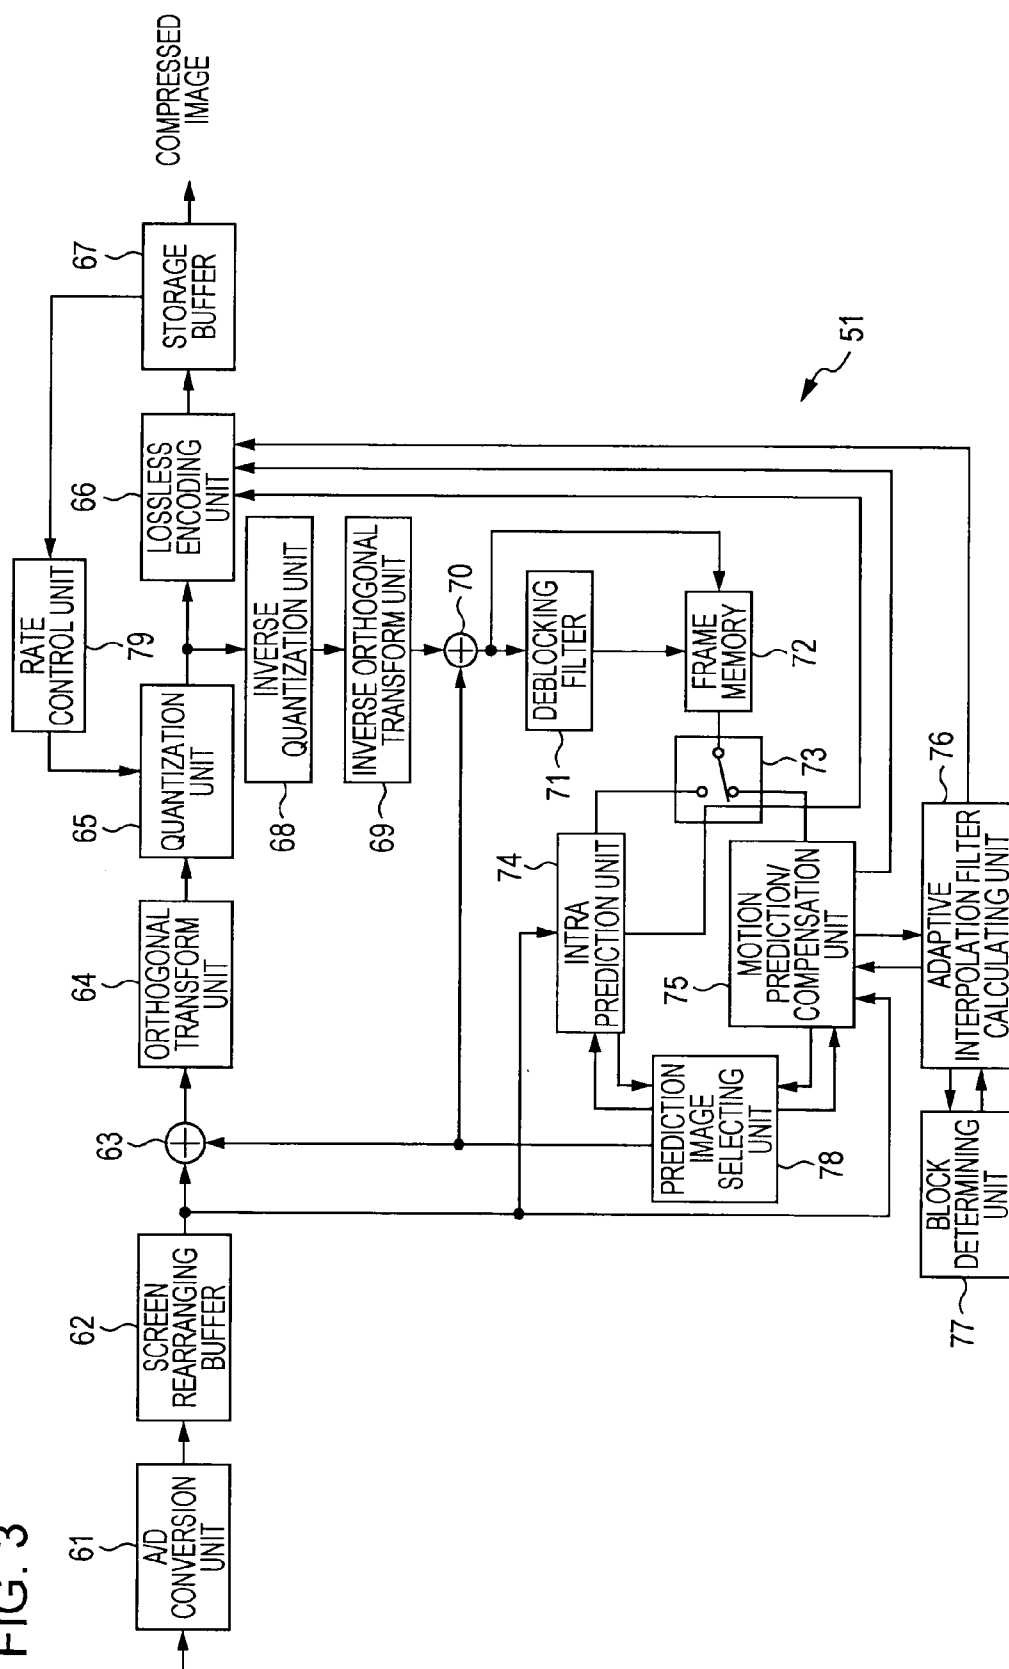 FIG. 3
61
A/D
CONVERSION
UNIT
62
SCREEN
REARRANGING
BUFFER
63
64
ORTHOGONAL
TRANSFORM
UNIT
65
QUANTIZATION
UNIT
RATE
CONTROL UNIT
79
66
LOSSLESS
ENCODING
UNIT
67
STORAGE
BUFFER
COMPRESSED
IMAGE
INVERSE
QUANTIZATION UNIT
68
INVERSE ORTHOGONAL
TRANSFORM UNIT
69
70
DEBLOCKING
FILTER
71
FRAME
MEMORY
72
73
74
INTRA
PREDICTION UNIT
75
MOTION
PREDICTION/
COMPENSATION
UNIT
PREDICTION
IMAGE
SELECTING
UNIT
78
76
ADAPTIVE
INTERPOLATION FILTER
CALCULATING UNIT
BLOCK
DETERMINING
UNIT
77
51